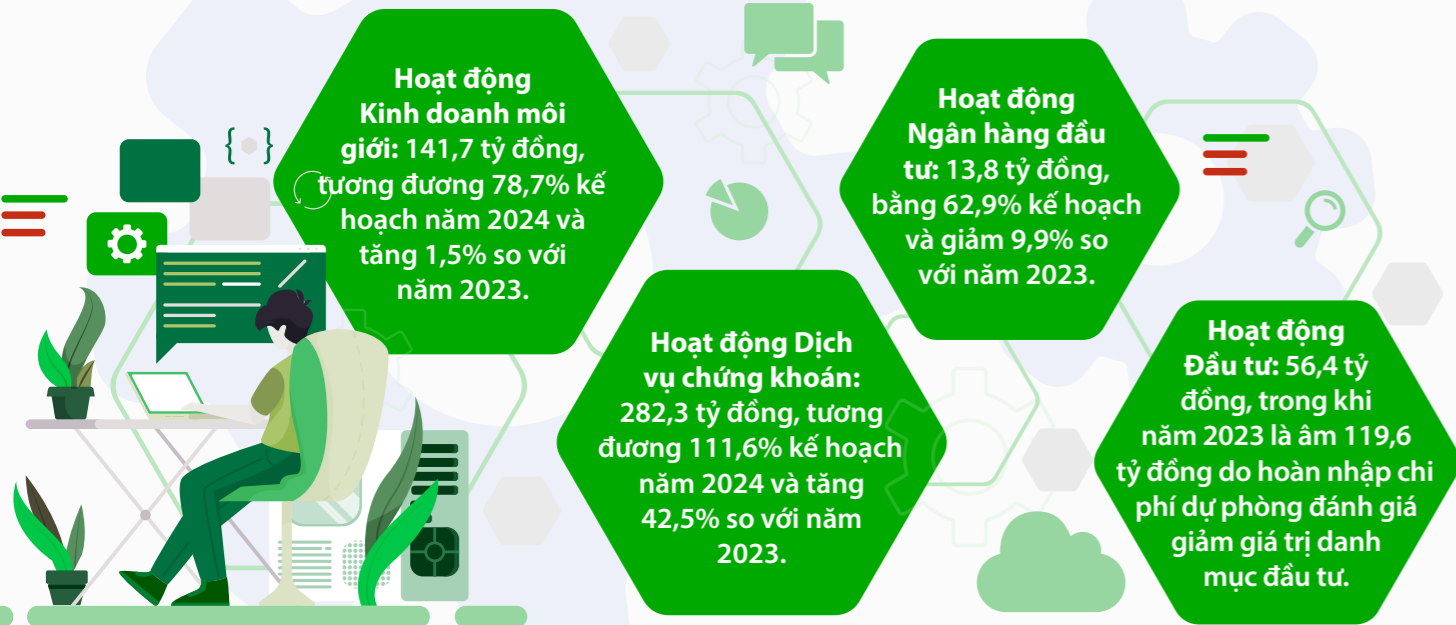 Hoạt động
Kinh doanh môi
giới: 141,7 tỷ đồng,
tương đương 78,7% kế
hoạch năm 2024 và
tăng 1,5% so với
năm 2023.
Hoạt động Dịch
vụ chứng khoán:
282,3 tỷ đồng, tương
đương 111,6% kế hoạch
năm 2024 và tăng
42,5% so với năm
2023.
Hoạt động
Ngân hàng đầu
tư: 13,8 tỷ đồng,
bằng 62,9% kế hoạch
và giảm 9,9% so
với năm 2023.
Hoạt động
Đầu tư: 56,4 tỷ
đồng, trong khi
năm 2023 là âm 119,6
tỷ đồng do hoàn nhập chi
phí dự phòng đánh giá
giảm giá trị danh
mục đầu tư.